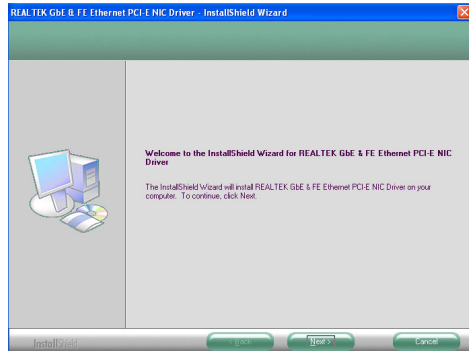 REALTEK GbE & FE Ethernet PCI-E NIC Driver - InstallShield Wizard
Welcome to the InstallShield Wizard for REALTEK GbE & FE Ethernet PCI-E NIC
Driver
The InstallShield Wizard will install REALTEK GbE & FE Ethernet PCI-E NIC Driver on your
computer. To continue, click Next.
InstallShield
< Back
Next >
Cancel